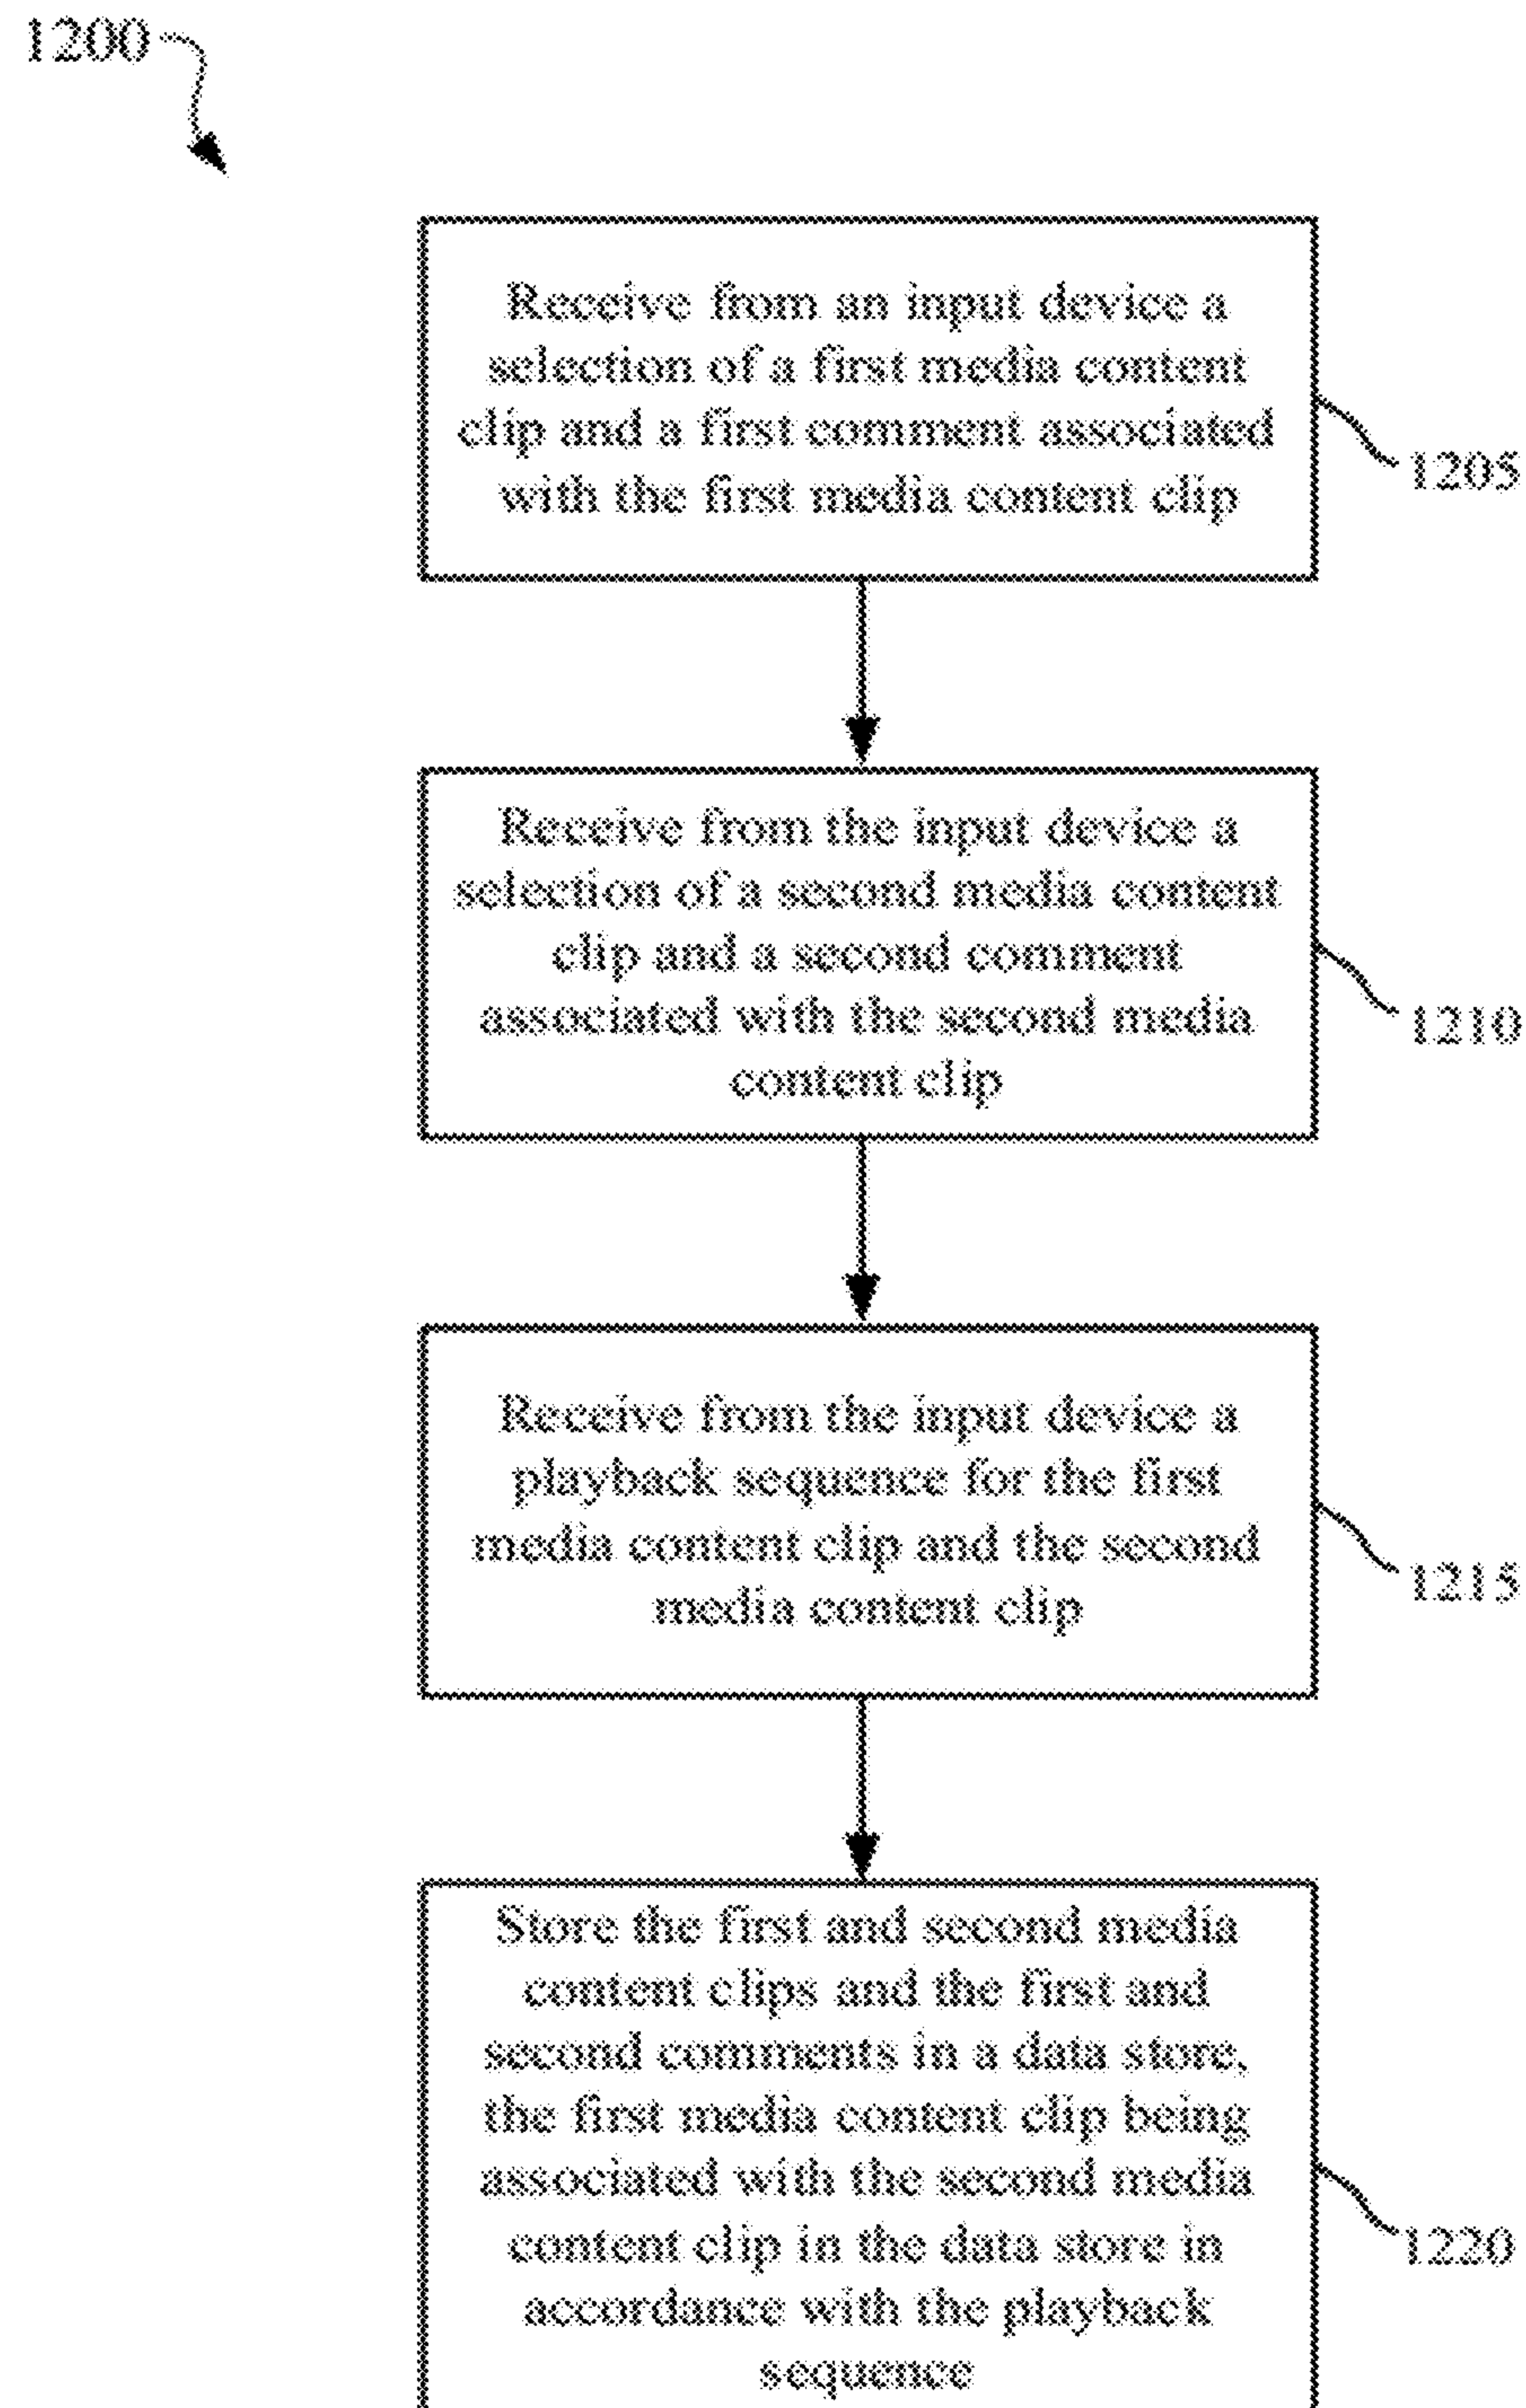 1200
Receive from an input device a
selection of a first media content
clip and a first comment associated
with the first media content clip
1205
Receive from the input device a
selection of a second media content
clip and a second comment
associated with the second media
content clip
1210
Receive from the input device a
playback sequence for the first
media content clip and the second
media content clip
1215
Store the first and second media
content clips and the first and
second comments in a data store,
the first media content clip being
associated with the second media
content clip in the data store in
accordance with the playback
sequence
1220